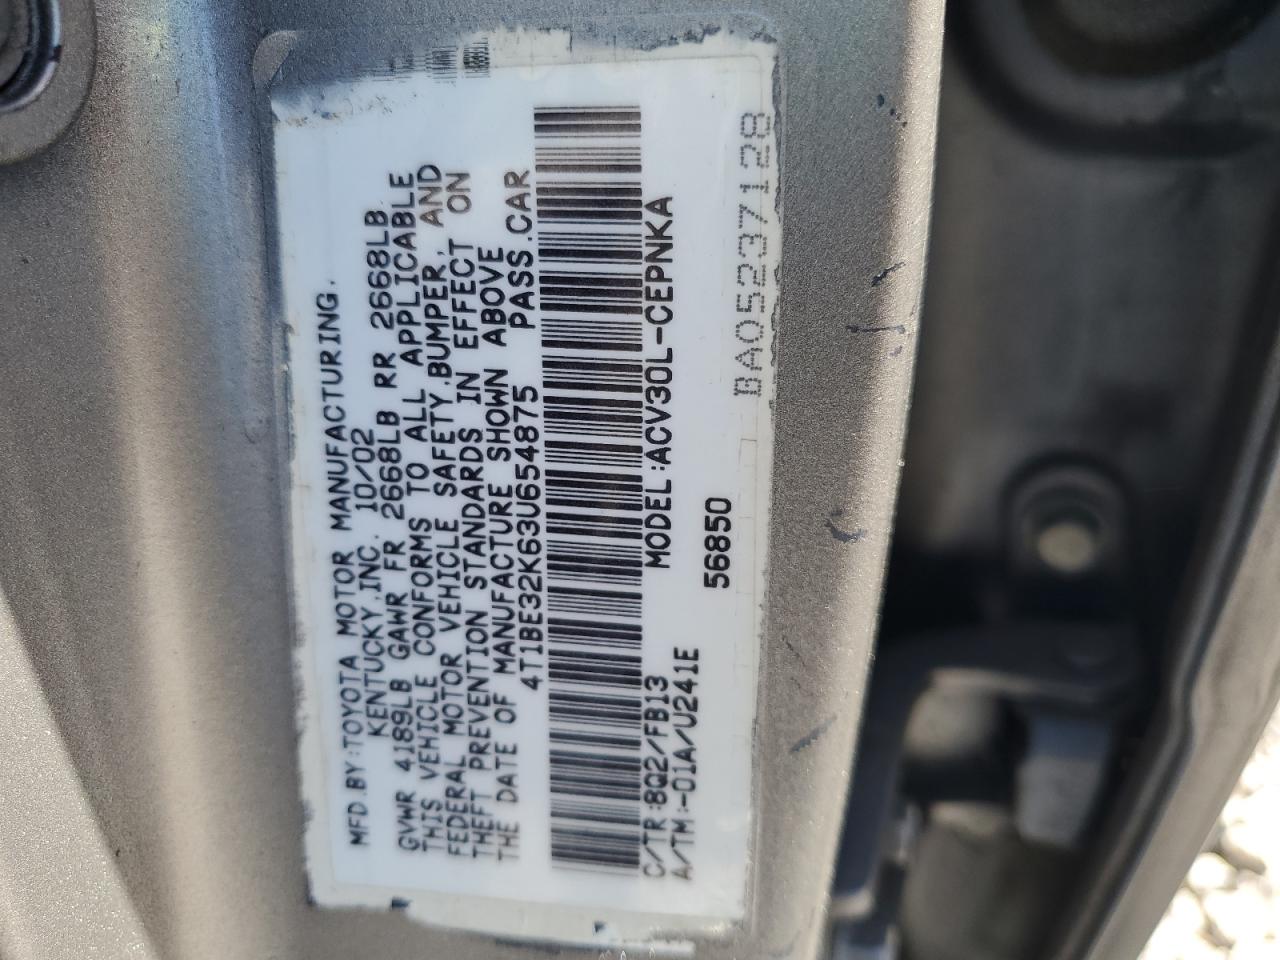 MFD.BY:TOYOTA MOTOR MANUFACTURING.
KENTUCKY,INC. 10/02
GVWR 4189LB GAWR FR 2668LB RR 2668LB
THIS VEHICLE CONFORMS TO ALL APPLICABLE
FEDERAL MOTOR VEHICLE SAFETY,BUMPER, AND
THEFT PREVENTION STANDARDS IN EFFECT ON
THE DATE OF MANUFACTURE SHOWN ABOVE
4T1BE32K63U654875 PASS.CAR
C/TR:8Q2/FB13 MODEL:ACV30L-CEPNKA
A/TM:-01A/U241E
56850
BA05237128